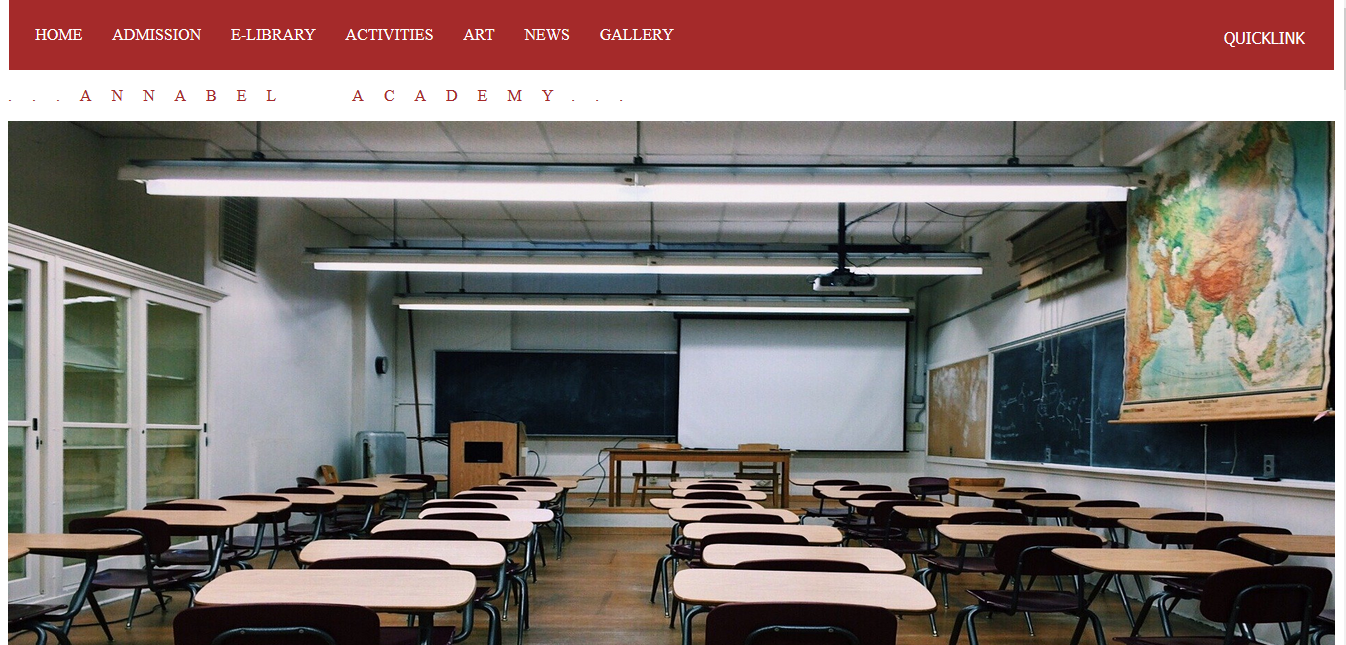 HOME ADMISSION E-LIBRARY ACTIVITIES ART NEWS GALLERY QUICKLINK
. . . A N N A B E L  A C A D E M Y . . .